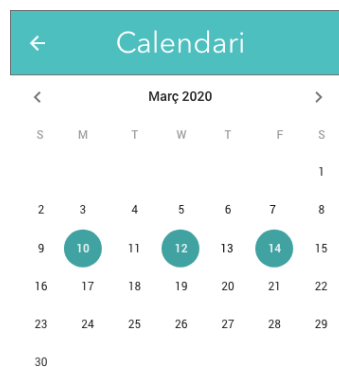 Calendari
Març 2020
S M T W T F S
1
2 3 4 5 6 7 8
9 10 11 12 13 14 15
16 17 18 19 20 21 22
23 24 25 26 27 28 29
30